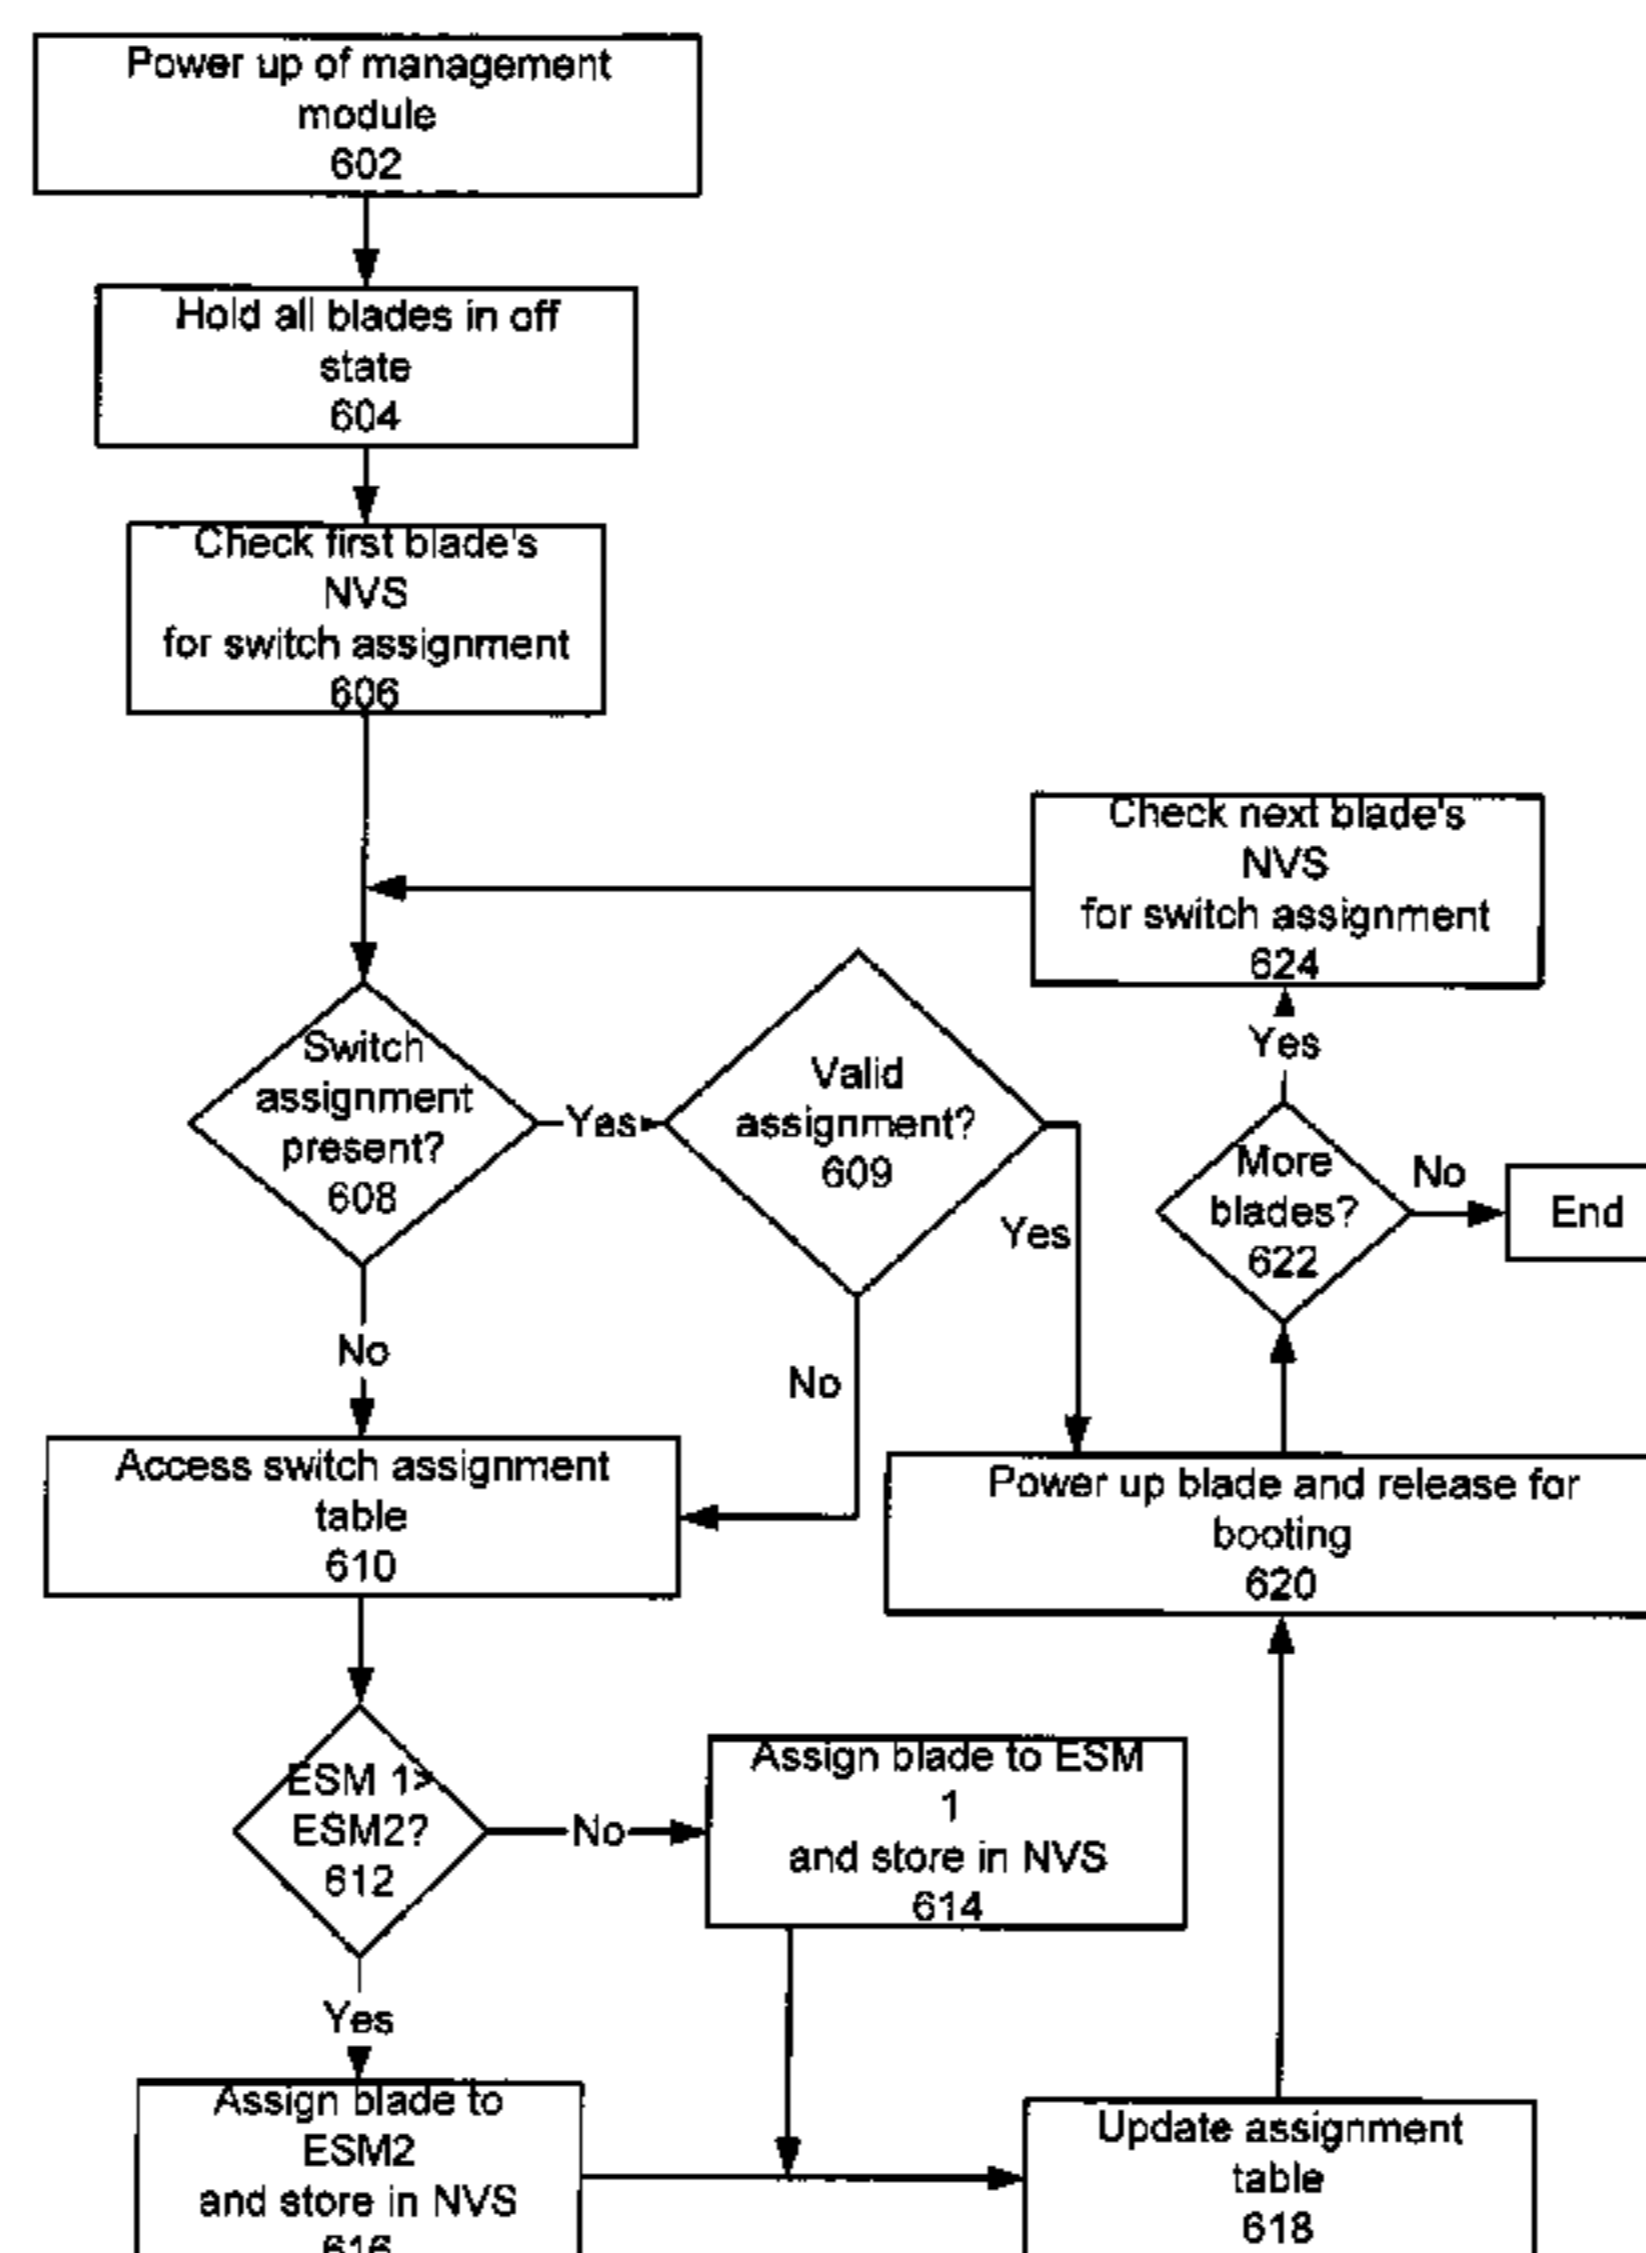 Power up of management
module
602
Hold all blades in off
state
604
Check first blade's
NVS
for switch assignment
606
Check next blade's
NVS
for switch assignment
624
Yes
Switch
assignment
present?
608
Yes
Valid
assignment?
609
Yes
No
More
blades?
622
No
End
No
Access switch assignment
table
610
Power up blade and release for
booting
620
ESM 1>
ESM2?
612
No
Assign blade to ESM
1
and store in NVS
614
Yes
Assign blade to
ESM2
and store in NVS
616
Update assignment
table
618